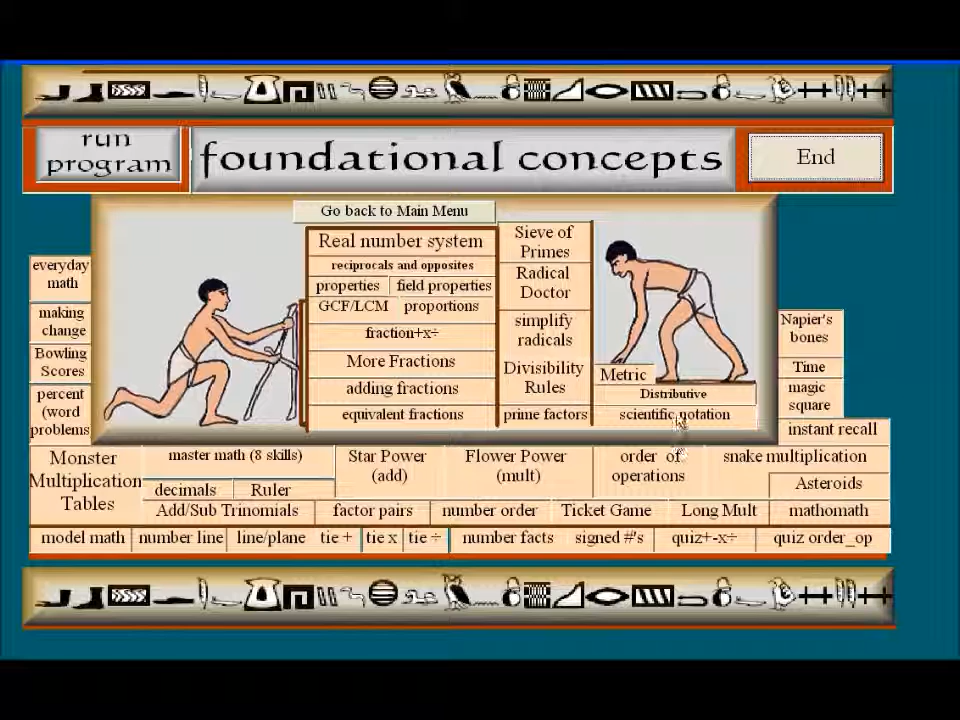 run
program
foundational concepts
End
Go back to Main Menu
Real number system
reciprocals and opposites
properties
field properties
GCF/LCM
proportions
fraction+x÷
More Fractions
adding fractions
equivalent fractions
Sieve of
Primes
Radical
Doctor
simplify
radicals
Divisibility
Rules
prime factors
Metric
Distributive
scientific notation
everyday
math
making
change
Bowling
Scores
percent
(word
problems
Napier's
bones
Time
magic
square
instant recall
Monster
Multiplication
Tables
master math (8 skills)
decimals
Ruler
Star Power
(add)
Flower Power
(mult)
order of
operations
snake multiplication
Asteroids
Add/Sub Trinomials
factor pairs
number order
Ticket Game
Long Mult
mathomath
model math
number line
line/plane
tie +
tie x
tie ÷
number facts
signed #'s
quiz+-x÷
quiz order_op